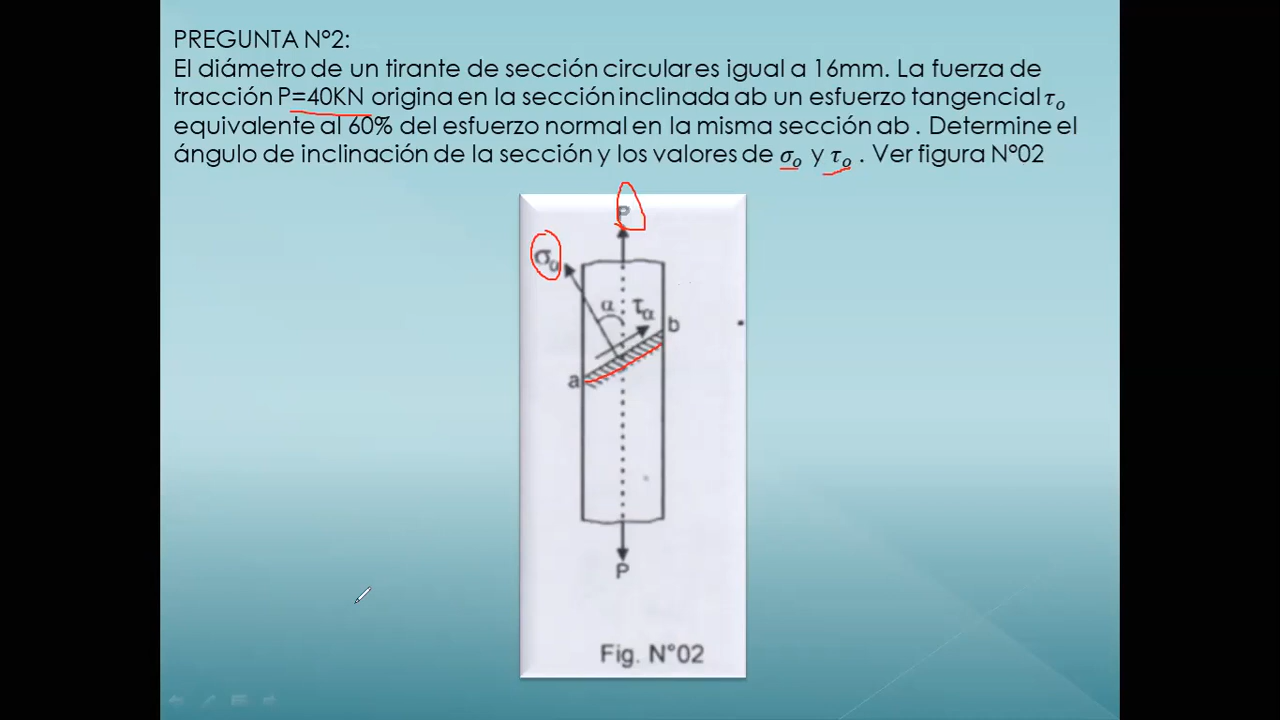 PREGUNTA N°2:
El diámetro de un tirante de sección circular es igual a 16mm. La fuerza de
tracción P=40KN origina en la sección inclinada ab un esfuerzo tangencial τₒ
equivalente al 60% del esfuerzo normal en la misma sección ab . Determine el
ángulo de inclinación de la sección y los valores de σₒ y τₒ . Ver figura N°02
P
σ₀
α
τα
b
a
P
Fig. N°02